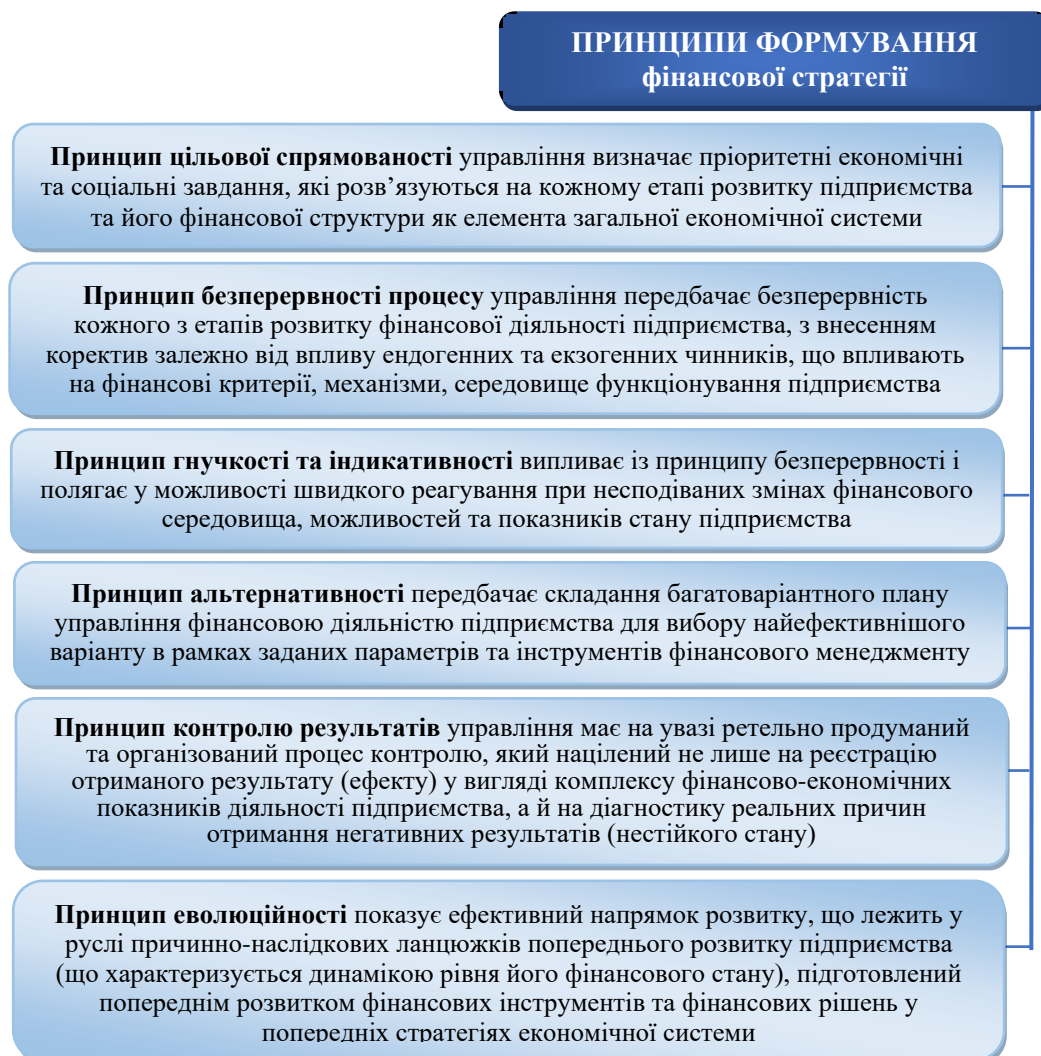 ПРИНЦИПИ ФОРМУВАННЯ
фінансової стратегії
Принцип цільової спрямованості управління визначає пріоритетні економічні
та соціальні завдання, які розв’язуються на кожному етапі розвитку підприємства
та його фінансової структури як елемента загальної економічної системи
Принцип безперервності процесу управління передбачає безперервність
кожного з етапів розвитку фінансової діяльності підприємства, з внесенням
коректив залежно від впливу ендогенних та екзогенних чинників, що впливають
на фінансові критерії, механізми, середовище функціонування підприємства
Принцип гнучкості та індикативності випливає із принципу безперервності і
полягає у можливості швидкого реагування при несподіваних змінах фінансового
середовища, можливостей та показників стану підприємства
Принцип альтернативності передбачає складання багатоваріантного плану
управління фінансовою діяльністю підприємства для вибору найефективнішого
варіанту в рамках заданих параметрів та інструментів фінансового менеджменту
Принцип контролю результатів управління має на увазі ретельно продуманий
та організований процес контролю, який націлений не лише на реєстрацію
отриманого результату (ефекту) у вигляді комплексу фінансово-економічних
показників діяльності підприємства, а й на діагностику реальних причин
отримання негативних результатів (нестійкого стану)
Принцип еволюційності показує ефективний напрямок розвитку, що лежить у
руслі причинно-наслідкових ланцюжків попереднього розвитку підприємства
(що характеризується динамікою рівня його фінансового стану), підготовлений
попереднім розвитком фінансових інструментів та фінансових рішень у
попередніх стратегіях економічної системи